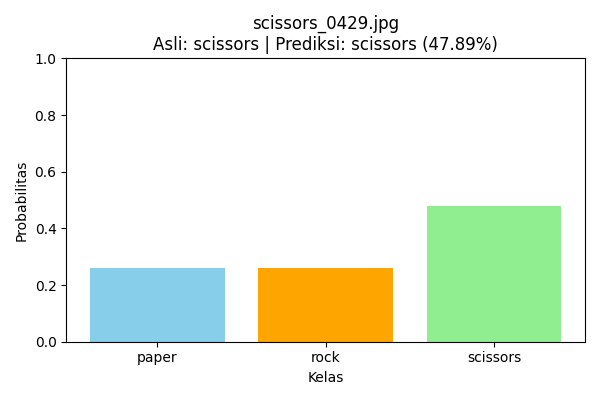 scissors_0429.jpg
Asli: scissors | Prediksi: scissors (47.89%)
1.0
0.8
0.6
0.4
0.2
0.0
Probabilitas
paper rock scissors
Kelas